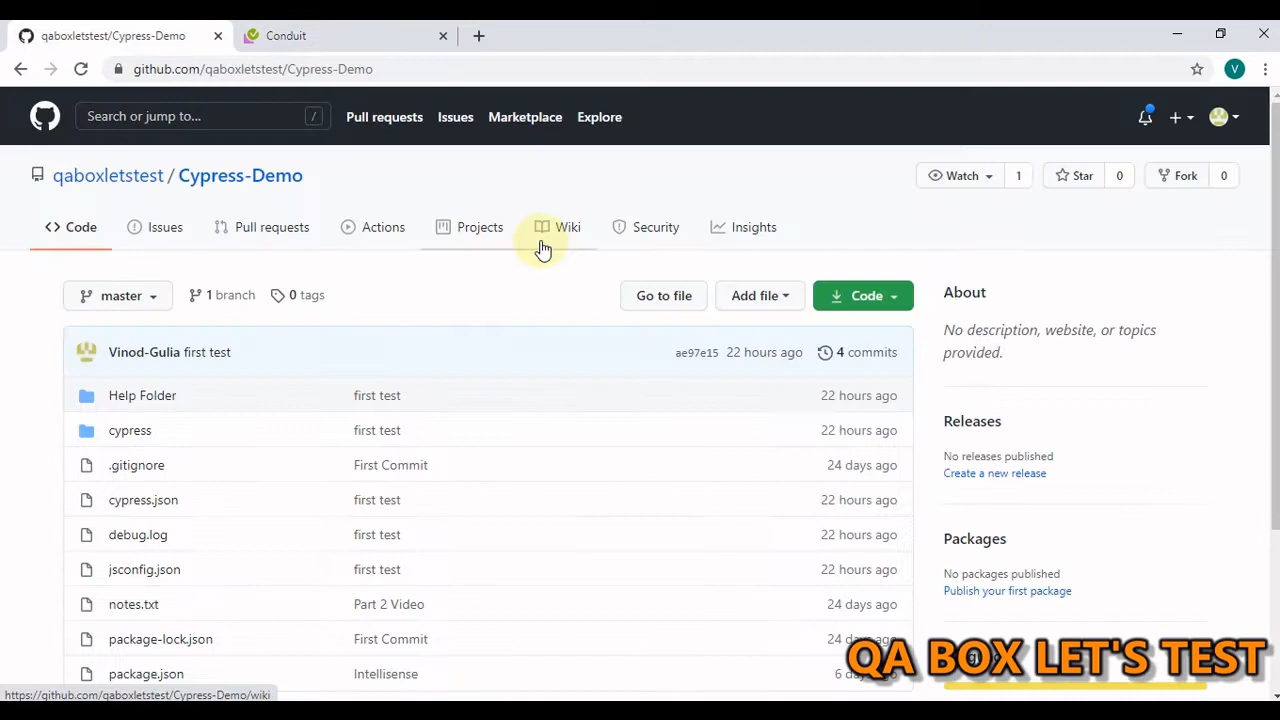 qaboxletstest/Cypress-Demo
Conduit
github.com/qaboxletstest/Cypress-Demo
V
Search or jump to... /
Pull requests Issues Marketplace Explore
qaboxletstest / Cypress-Demo
Watch 1 Star 0 Fork 0
Code Issues Pull requests Actions Projects Wiki Security Insights
master 1 branch 0 tags Go to file Add file Code
Vinod-Gulia first test ae97e15 22 hours ago 4 commits
Help Folder first test 22 hours ago
cypress first test 22 hours ago
.gitignore First Commit 24 days ago
cypress.json first test 22 hours ago
debug.log first test 22 hours ago
jsconfig.json first test 22 hours ago
notes.txt Part 2 Video 24 days ago
package-lock.json First Commit 24 days ago
package.json Intellisense 6
About
No description, website, or topics
provided.
Releases
No releases published
Create a new release
Packages
No packages published
Publish your first package
QA BOX LET'S TEST
https://github.com/qaboxletstest/Cypress-Demo/wiki